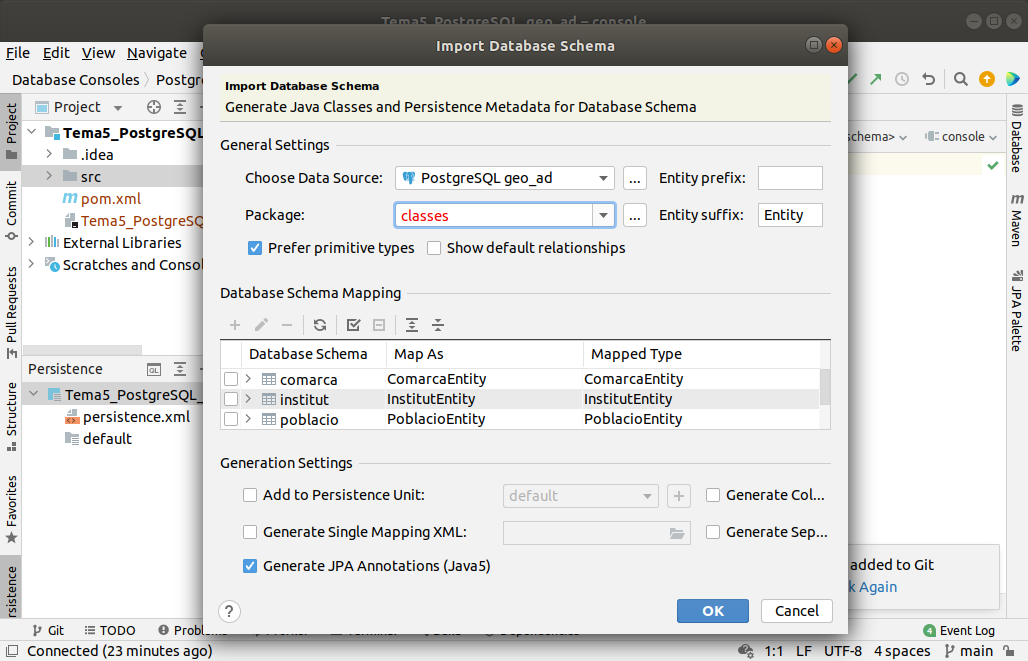 Tema5_PostgreSQL_geo_ad – console
File Edit View Navigate
Import Database Schema
Database Consoles
Import Database Schema
Generate Java Classes and Persistence Metadata for Database Schema
Project
Tema5_PostgreSQL
.idea
src
pom.xml
Tema5_PostgreSQ
External Libraries
Scratches and Conso
General Settings
Choose Data Source:
PostgreSQL geo_ad
...
Entity prefix:
Package:
classes
...
Entity suffix:
Entity
Prefer primitive types
Show default relationships
schema>
console
Database Schema Mapping
Database Schema
Map As
Mapped Type
comarca
ComarcaEntity
ComarcaEntity
institut
InstitutEntity
InstitutEntity
poblacio
PoblacioEntity
PoblacioEntity
Persistence
QL
Tema5_PostgreSQL_
persistence.xml
default
Generation Settings
Add to Persistence Unit:
default
Generate Col...
Generate Single Mapping XML:
Generate Sep...
Generate JPA Annotations (Java5)
?
OK
Cancel
added to Git
k Again
Project
Commit
Pull Requests
Structure
Favorites
rsistence
Database
m
Maven
JPA Palette
Git
TODO
4
Event Log
Connected (23 minutes ago)
1:1
LF
UTF-8
4 spaces
main